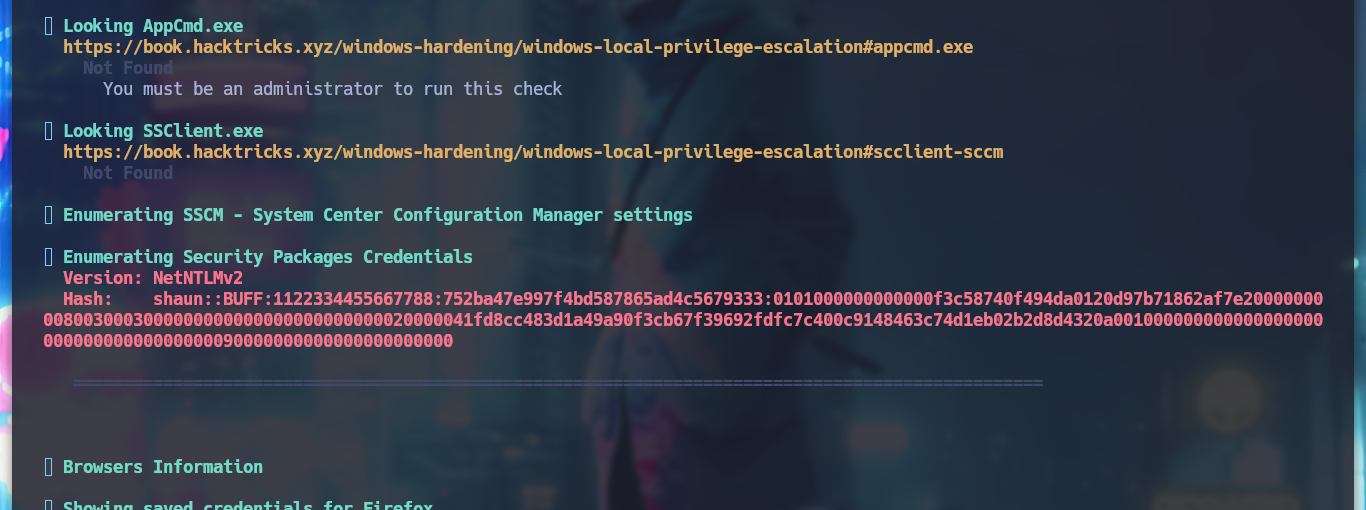 Looking AppCmd.exe
https://book.hacktricks.xyz/windows-hardening/windows-local-privilege-escalation#appcmd.exe
Not Found
You must be an administrator to run this check
Looking SSClient.exe
https://book.hacktricks.xyz/windows-hardening/windows-local-privilege-escalation#scclient-sccm
Not Found
Enumerating SSCM - System Center Configuration Manager settings
Enumerating Security Packages Credentials
Version: NetNTLMv2
Hash: shaun::BUFF:1122334455667788:752ba47e997f4bd587865ad4c5679333:0101000000000000f3c58740f494da0120d97b71862af7e20000000
00800300030000000000000000000000000020000041fd8cc483d1a49a90f3cb67f39692fdfc7c400c9148463c74d1eb02b2d8d4320a001000000000000000000
00000000000000000009000000000000000000000
================================================================================================
Browsers Information
Showing saved credentials for Firefox